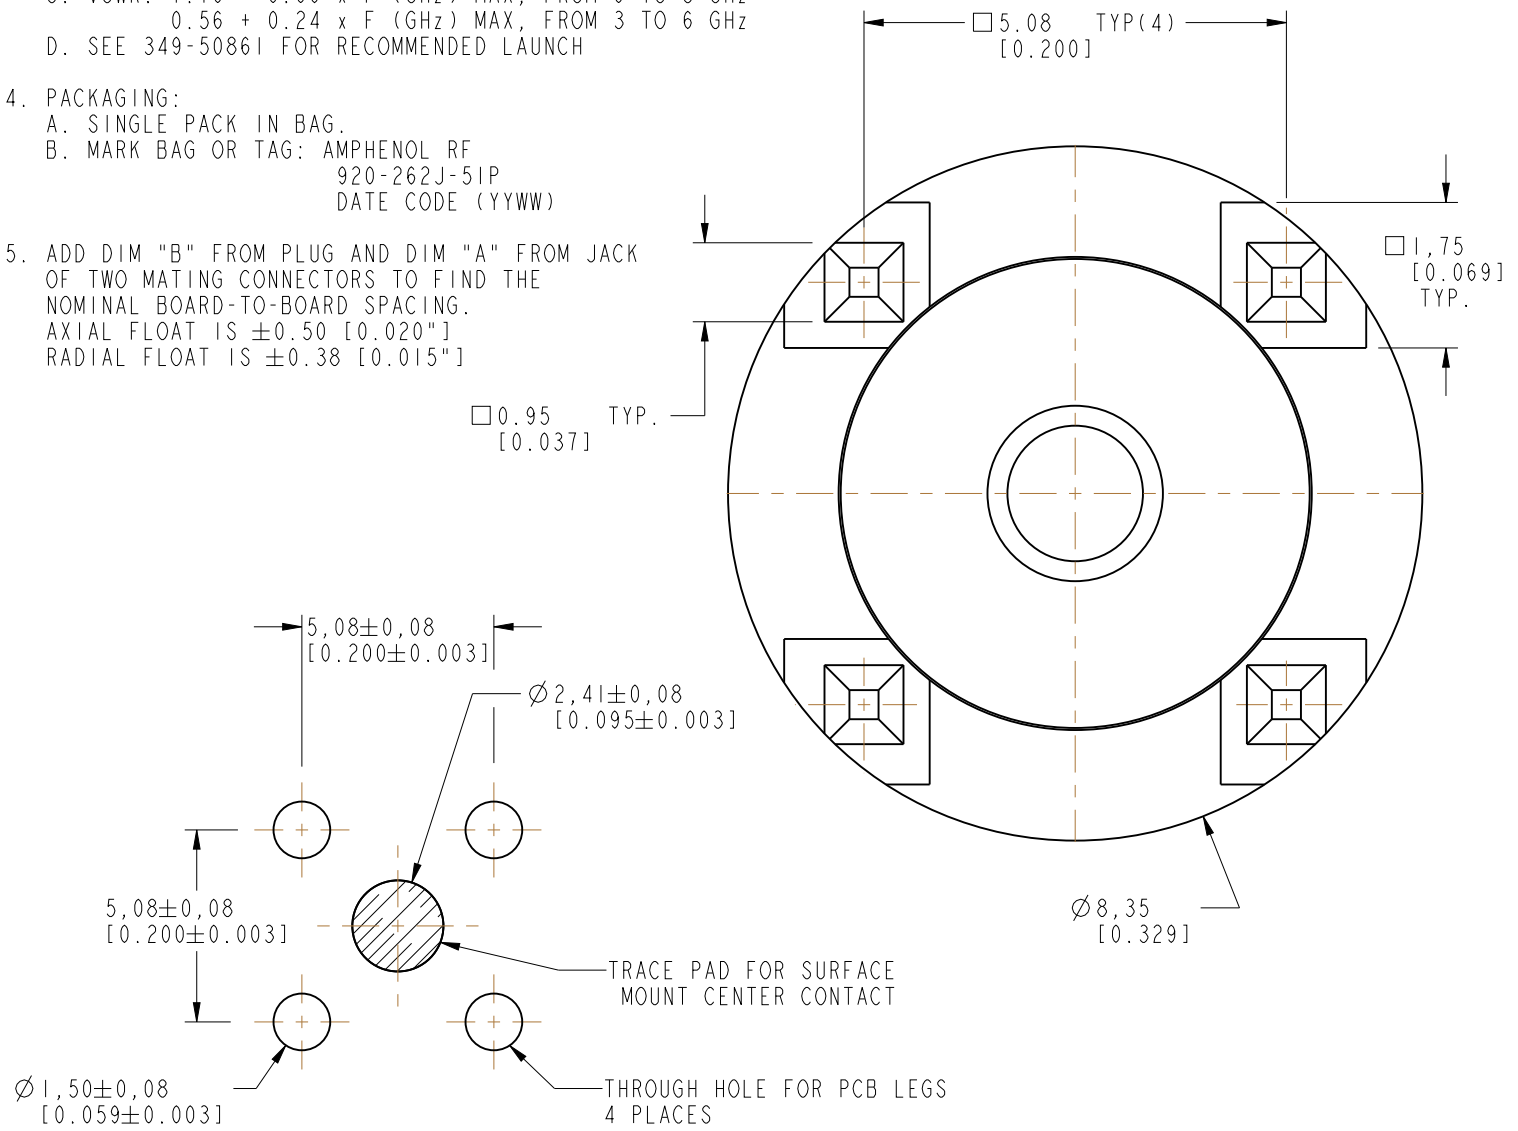 0.56 + 0.24 x F (GHz) MAX, FROM 3 TO 6 GHz
D. SEE 349-50861 FOR RECOMMENDED LAUNCH
4. PACKAGING:
A. SINGLE PACK IN BAG.
B. MARK BAG OR TAG: AMPHENOL RF
920-262J-51P
DATE CODE (YYWW)
5. ADD DIM "B" FROM PLUG AND DIM "A" FROM JACK
OF TWO MATING CONNECTORS TO FIND THE
NOMINAL BOARD-TO-BOARD SPACING.
AXIAL FLOAT IS ±0.50 [0.020"]
RADIAL FLOAT IS ±0.38 [0.015"]
□5.08 TYP(4)
[0.200]
□1,75
[0.069]
TYP.
□0.95 TYP.
[0.037]
5,08±0,08
[0.200±0.003]
Ø2,41±0,08
[0.095±0.003]
5,08±0,08
[0.200±0.003]
Ø8,35
[0.329]
TRACE PAD FOR SURFACE
MOUNT CENTER CONTACT
Ø1,50±0,08
[0.059±0.003]
THROUGH HOLE FOR PCB LEGS
4 PLACES